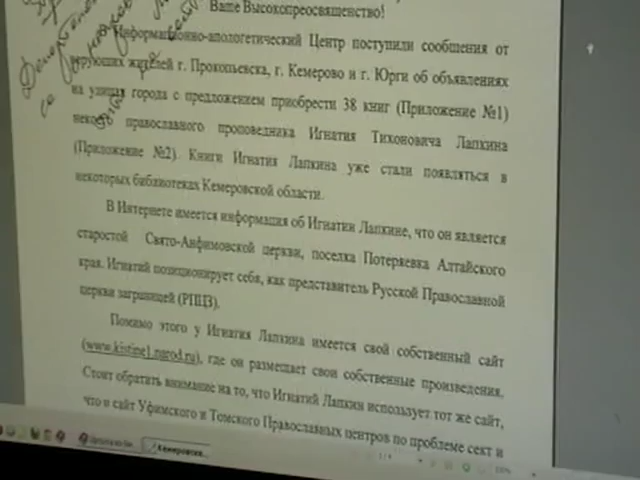 Ваше Высокопреосвященство!
В Информационно-апологетический Центр поступили сообщения от
верующих жителей г. Прокопьевска, г. Кемерово и г. Юрги об объявлениях
на улицах города с предложением приобрести 38 книг (Приложение №1)
некоего православного проповедника Игнатия Тихоновича Лапкина
(Приложение №2). Книги Игнатия Лапкина уже стали появляться в
некоторых библиотеках Кемеровской области.
В Интернете имеется информация об Игнатии Лапкине, что он является
старостой Свято-Анфимовской церкви, поселка Потеряевка Алтайского
края. Игнатий позиционирует себя, как представитель Русской Православной
церкви заграницей (РПЦЗ).
Помимо этого у Игнатия Лапкина имеется свой собственный сайт
(www.kistine1.narod.ru), где он размещает свои собственные произведения.
Стоит обратить внимание на то, что Игнатий Лапкин использует тот же сайт,
что и сайт Уфимского и Томского Православных центров по проблеме сект и